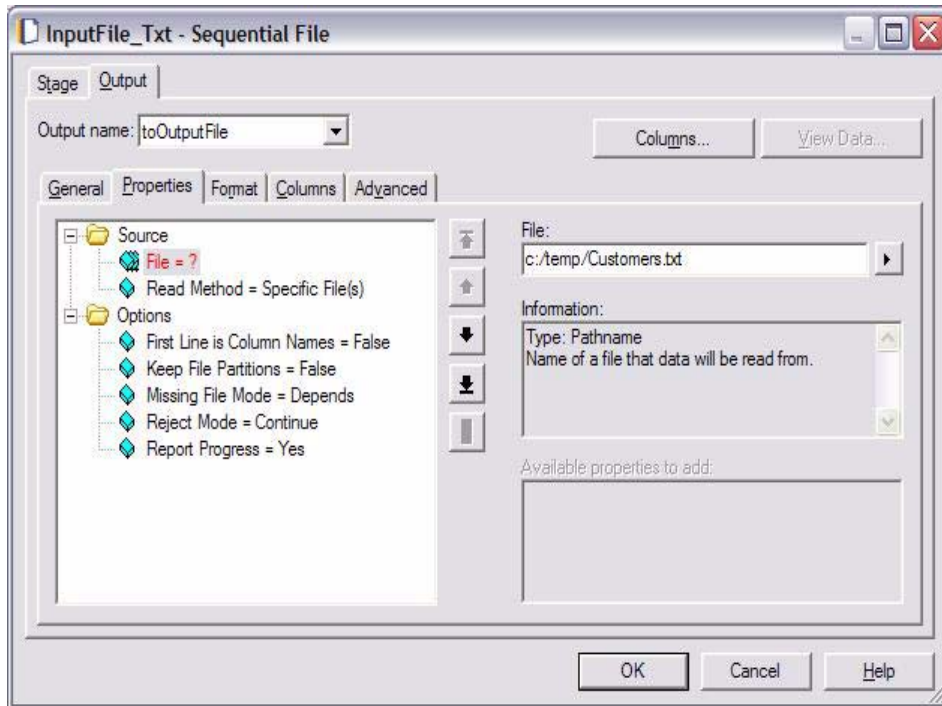 InputFile_Txt - Sequential File
Stage
Output
Output name:
toOutputFile
Columns...
View Data...
General
Properties
Format
Columns
Advanced
Source
File = ?
Read Method = Specific File(s)
Options
First Line is Column Names = False
Keep File Partitions = False
Missing File Mode = Depends
Reject Mode = Continue
Report Progress = Yes
File:
c:/temp/Customers.txt
Information:
Type: Pathname
Name of a file that data will be read from.
Available properties to add:
OK
Cancel
Help